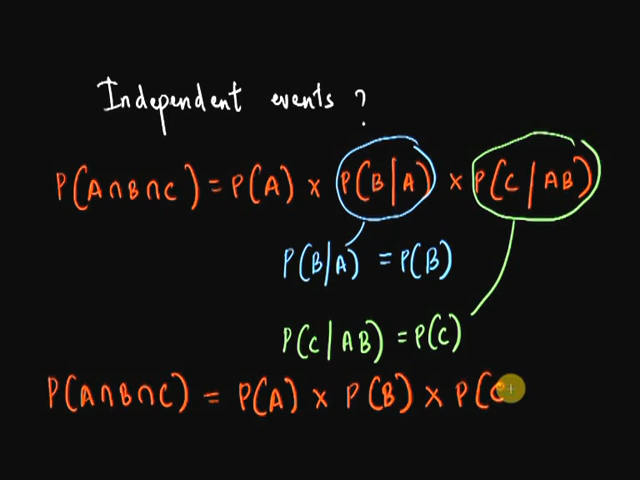 Independent events ?
P(A∩B∩C) = P(A) × P(B|A) × P(C|AB)
P(B|A) = P(B)
P(C|AB) = P(C)
P(A∩B∩C) = P(A) × P(B) × P(C